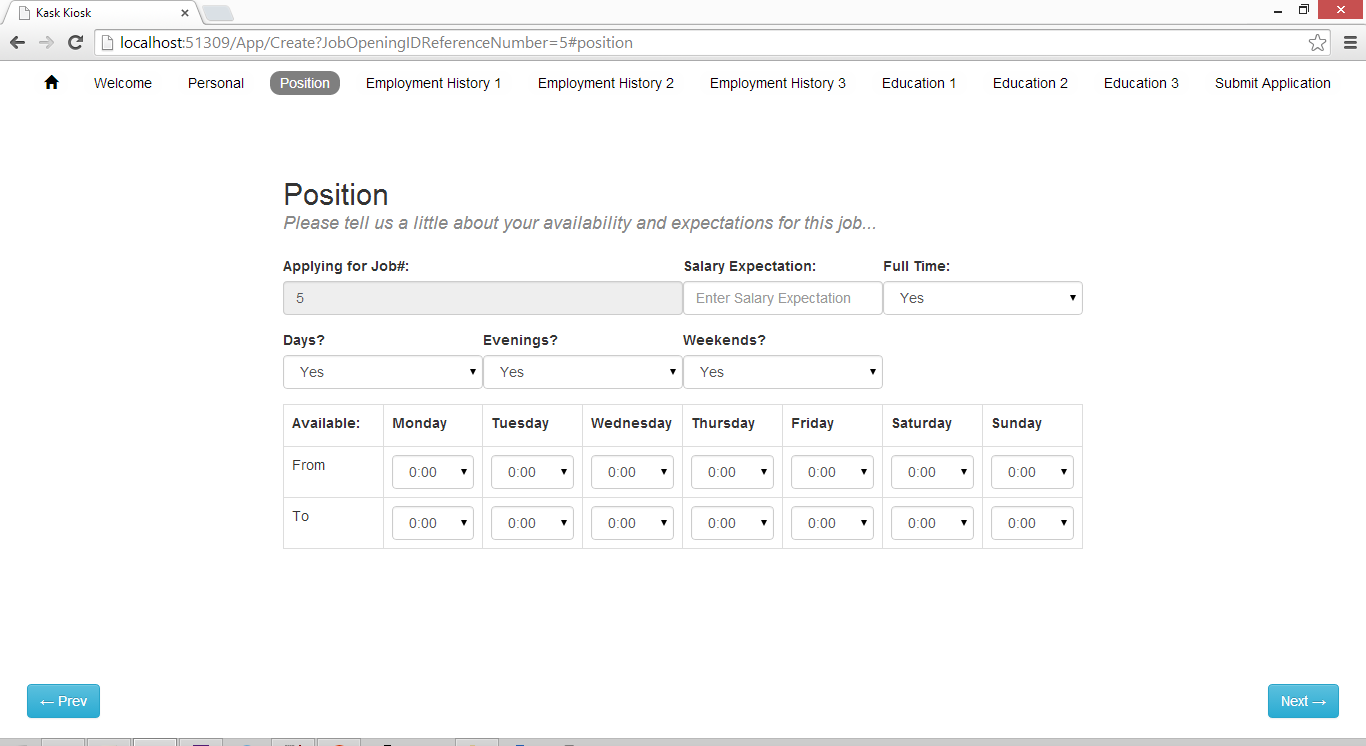 Kask Kiosk
localhost:51309/App/Create?JobOpeningIDReferenceNumber=5#position
Welcome Personal Position Employment History 1 Employment History 2 Employment History 3 Education 1 Education 2 Education 3 Submit Application
Position
Please tell us a little about your availability and expectations for this job...
Applying for Job#: Salary Expectation: Full Time:
5 Enter Salary Expectation Yes
Days? Evenings? Weekends?
Yes Yes Yes
Available: Monday Tuesday Wednesday Thursday Friday Saturday Sunday
From 0:00 0:00 0:00 0:00 0:00 0:00 0:00
To 0:00 0:00 0:00 0:00 0:00 0:00 0:00
← Prev Next →